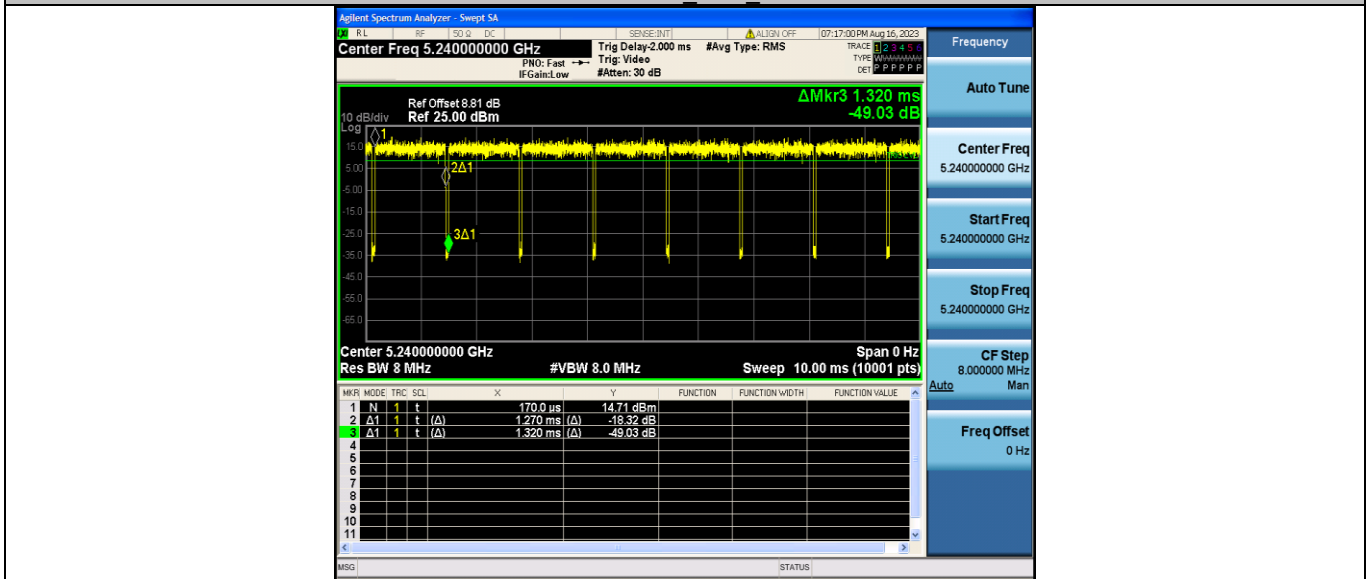 Agilent Spectrum Analyzer - Swept SA
RL RF 50 Ω DC SENSE:INT ALIGN OFF 07:17:00 PM Aug 16, 2023
Center Freq 5.240000000 GHz
PNO: Fast
IFGain:Low
Trig Delay-2.000 ms
Trig: Video
#Atten: 30 dB
#Avg Type: RMS
TRACE 1 2 3 4 5 6
TYPE
DET P P P P P P
Frequency
Auto Tune
Center Freq
5.240000000 GHz
Start Freq
5.240000000 GHz
Stop Freq
5.240000000 GHz
CF Step
8.000000 MHz
Auto Man
Freq Offset
0 Hz
ΔMkr3 1.320 ms
-49.03 dB
Ref Offset 8.81 dB
10 dB/div Ref 25.00 dBm
Log
15.0
5.00
-5.00
-15.0
-25.0
-35.0
-45.0
-55.0
-65.0
1
2Δ1
3Δ1
Center 5.240000000 GHz Span 0 Hz
Res BW 8 MHz #VBW 8.0 MHz Sweep 10.00 ms (10001 pts)
MKR MODE TRC SCL X Y FUNCTION FUNCTION WIDTH FUNCTION VALUE
1 N 1 t 170.0 µs 14.71 dBm
2 Δ1 1 t (Δ) 1.270 ms (Δ) -18.32 dB
3 Δ1 1 t (Δ) 1.320 ms (Δ) -49.03 dB
4
5
6
7
8
9
10
11
MSG STATUS